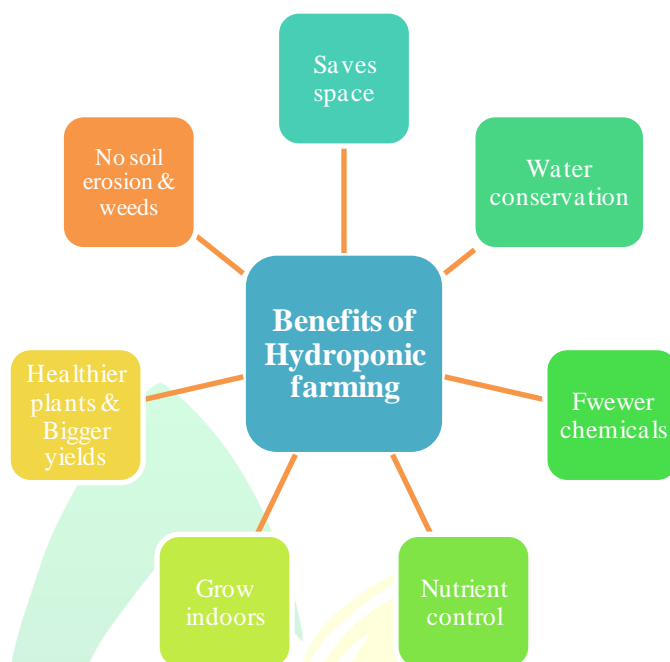 Saves
space
Water
conservation
Fwewer
chemicals
Nutrient
control
Grow
indoors
Healthier
plants &
Bigger
yields
No soil
erosion &
weeds
Benefits of
Hydroponic
farming